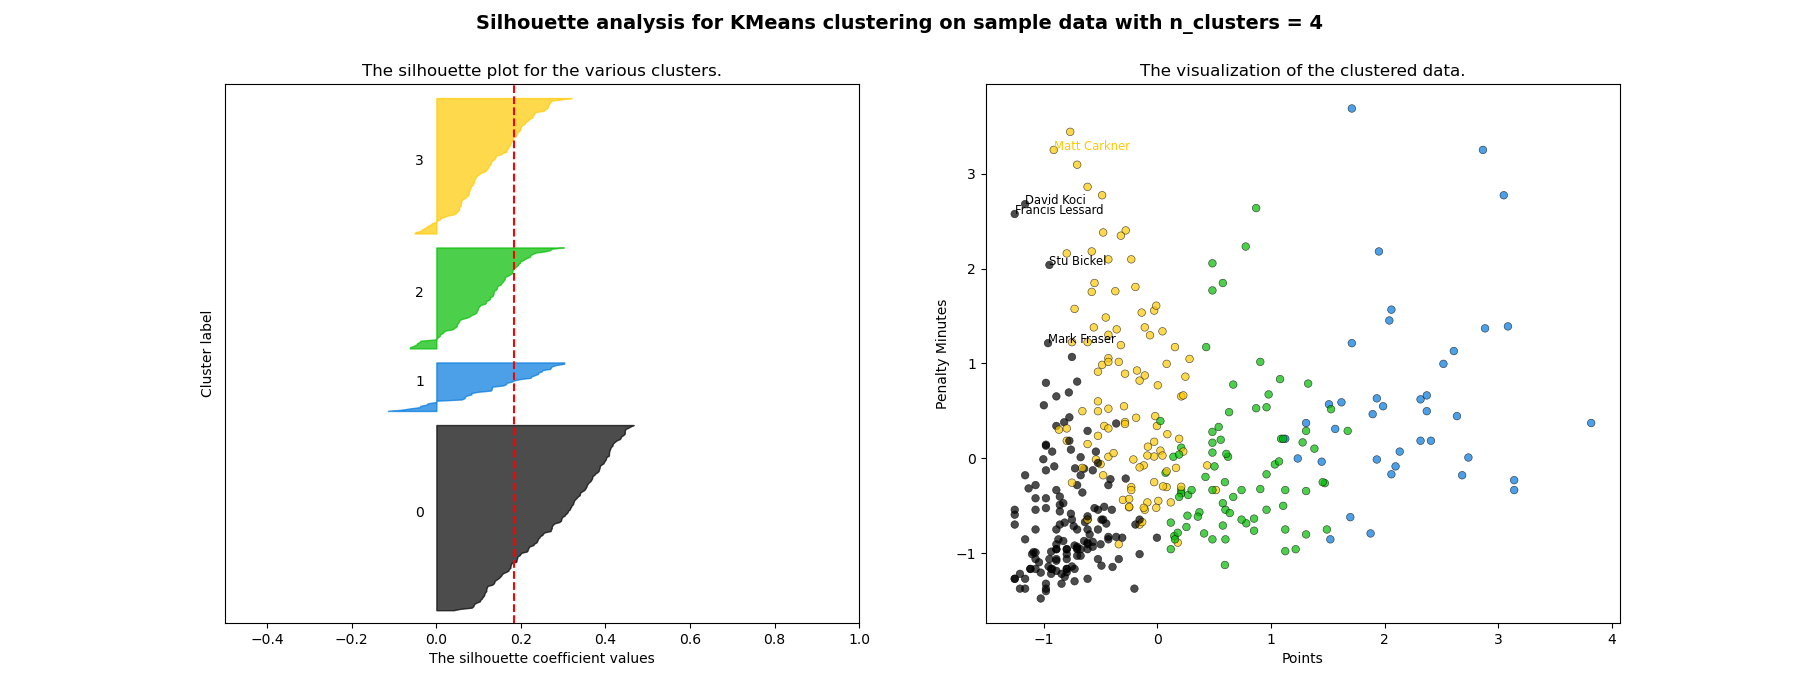 Silhouette analysis for KMeans clustering on sample data with n_clusters = 4
The silhouette plot for the various clusters.
3
2
1
0
Cluster label
−0.4 −0.2 0.0 0.2 0.4 0.6 0.8 1.0
The silhouette coefficient values
The visualization of the clustered data.
Matt Carkner
David Koci
Francis Lessard
Stu Bickel
Mark Fraser
3
2
1
0
−1
Penalty Minutes
−1 0 1 2 3 4
Points